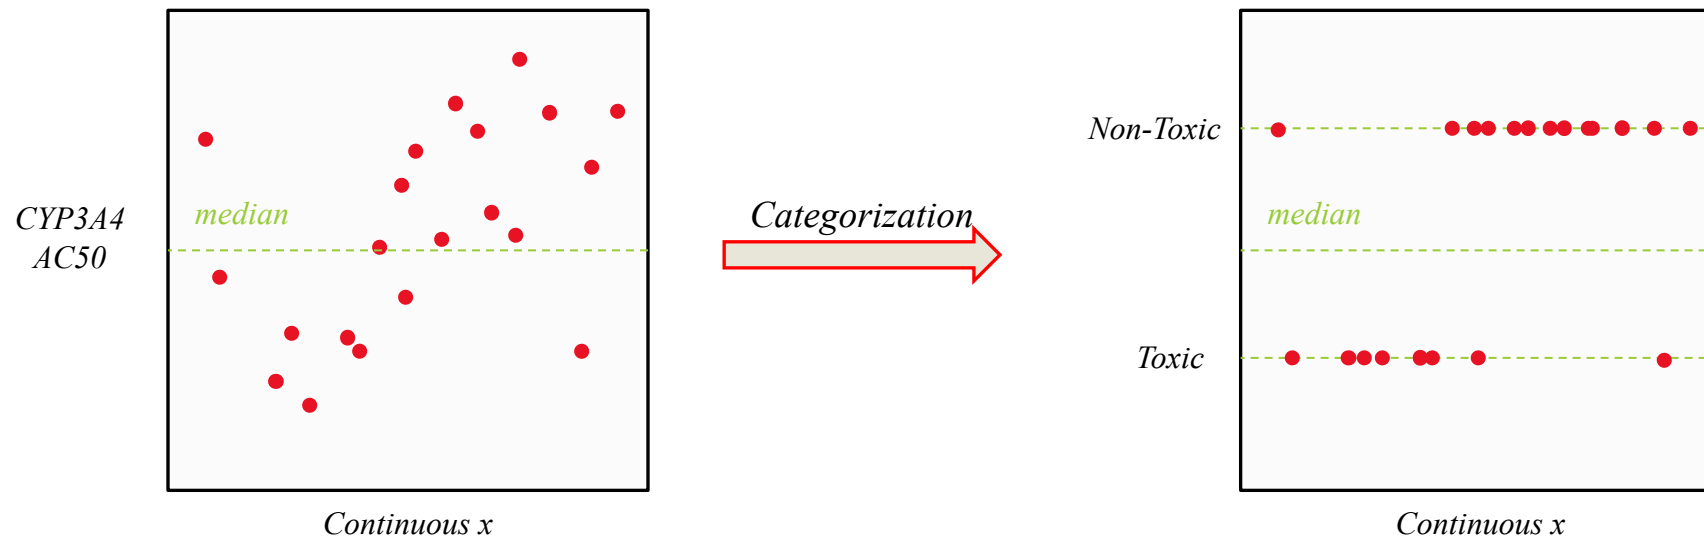 CYP3A4
AC50
median
Continuous x
Categorization
Non-Toxic
median
Toxic
Continuous x